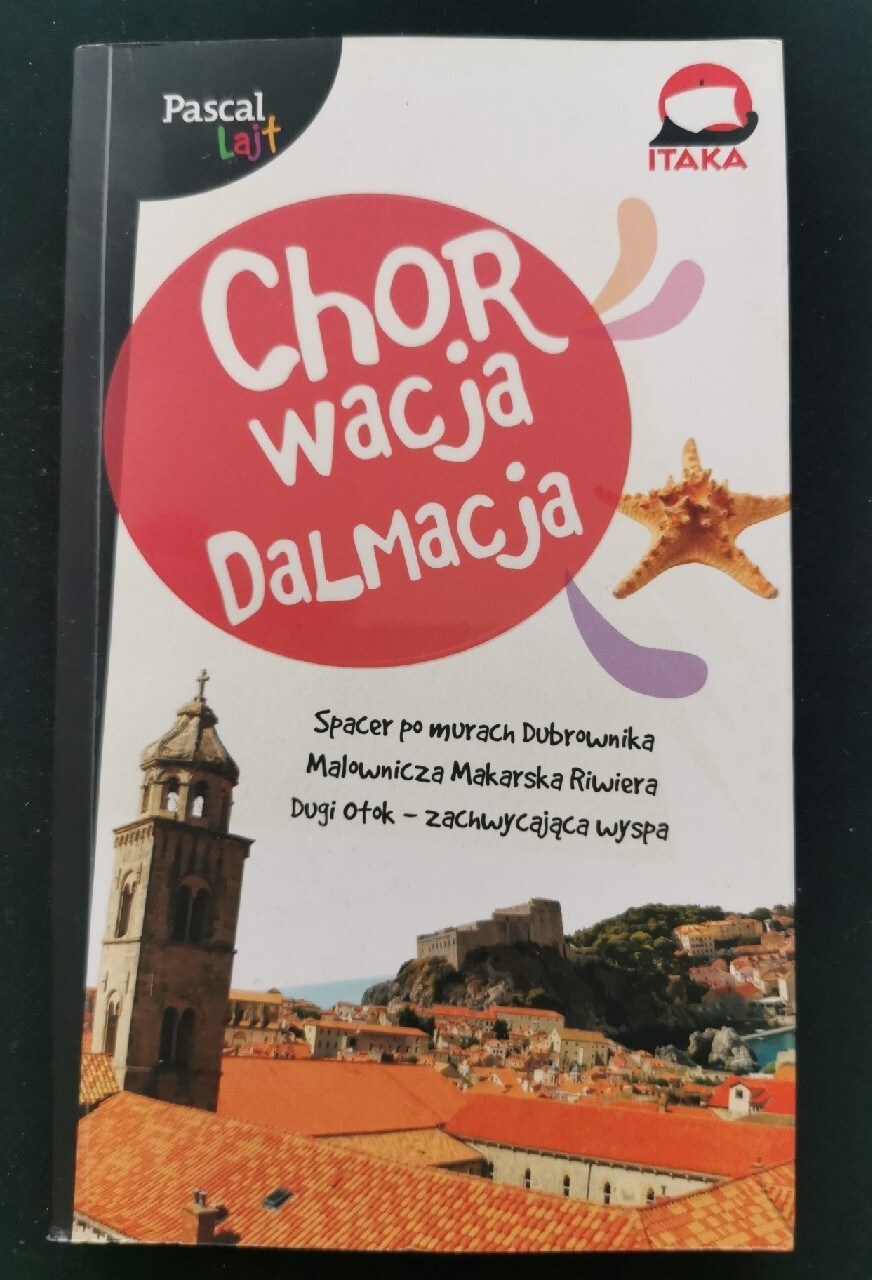 Pascal
Lajt
ITAKA
CHOR
wacja
DaLMacja
Spacer po murach Dubrownika
Malownicza Makarska Riwiera
Dugi Otok – zachwycająca wyspa